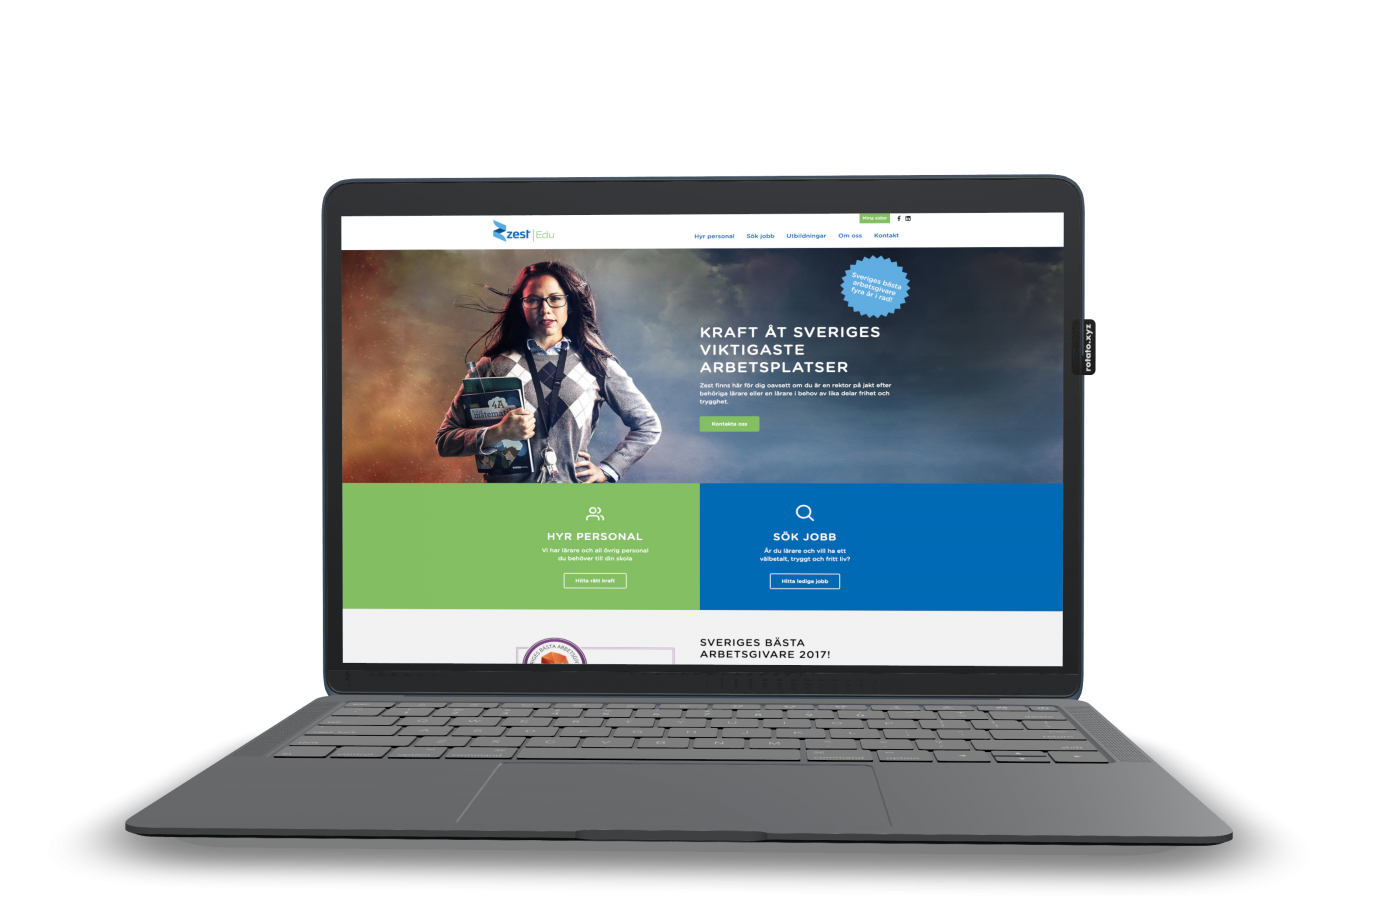 Mina sidor
zest Edu
Hyr personal Sök jobb Utbildningar Om oss Kontakt
Sveriges bästa
arbetsgivare
fyra år i rad!
KRAFT ÅT SVERIGES
VIKTIGASTE
ARBETSPLATSER
Zest finns här för dig oavsett om du är en rektor på jakt efter
behöriga lärare eller en lärare i behov av lika delar frihet och
trygghet.
Kontakta oss
4A
rotato.xyz
HYR PERSONAL
Vi har lärare och all övrig personal
du behöver till din skola
Hitta rätt kraft
SÖK JOBB
Är du lärare och vill ha ett
välbetalt, tryggt och fritt liv?
Hitta lediga jobb
SVERIGES BÄSTA
ARBETSGIVARE 2017!